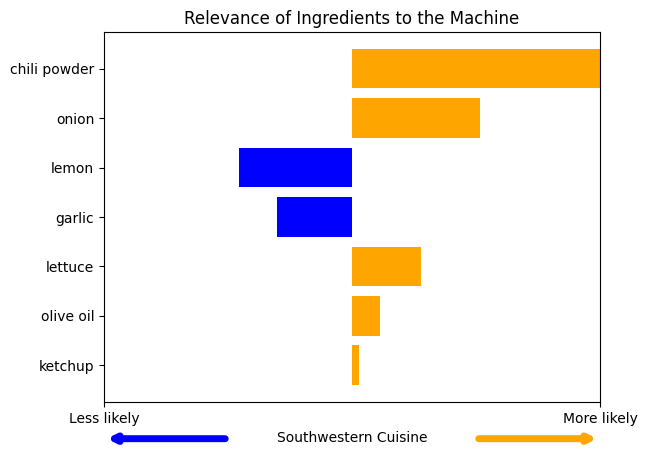 Relevance of Ingredients to the Machine
chili powder
onion
lemon
garlic
lettuce
olive oil
ketchup
Less likely
More likely
Southwestern Cuisine